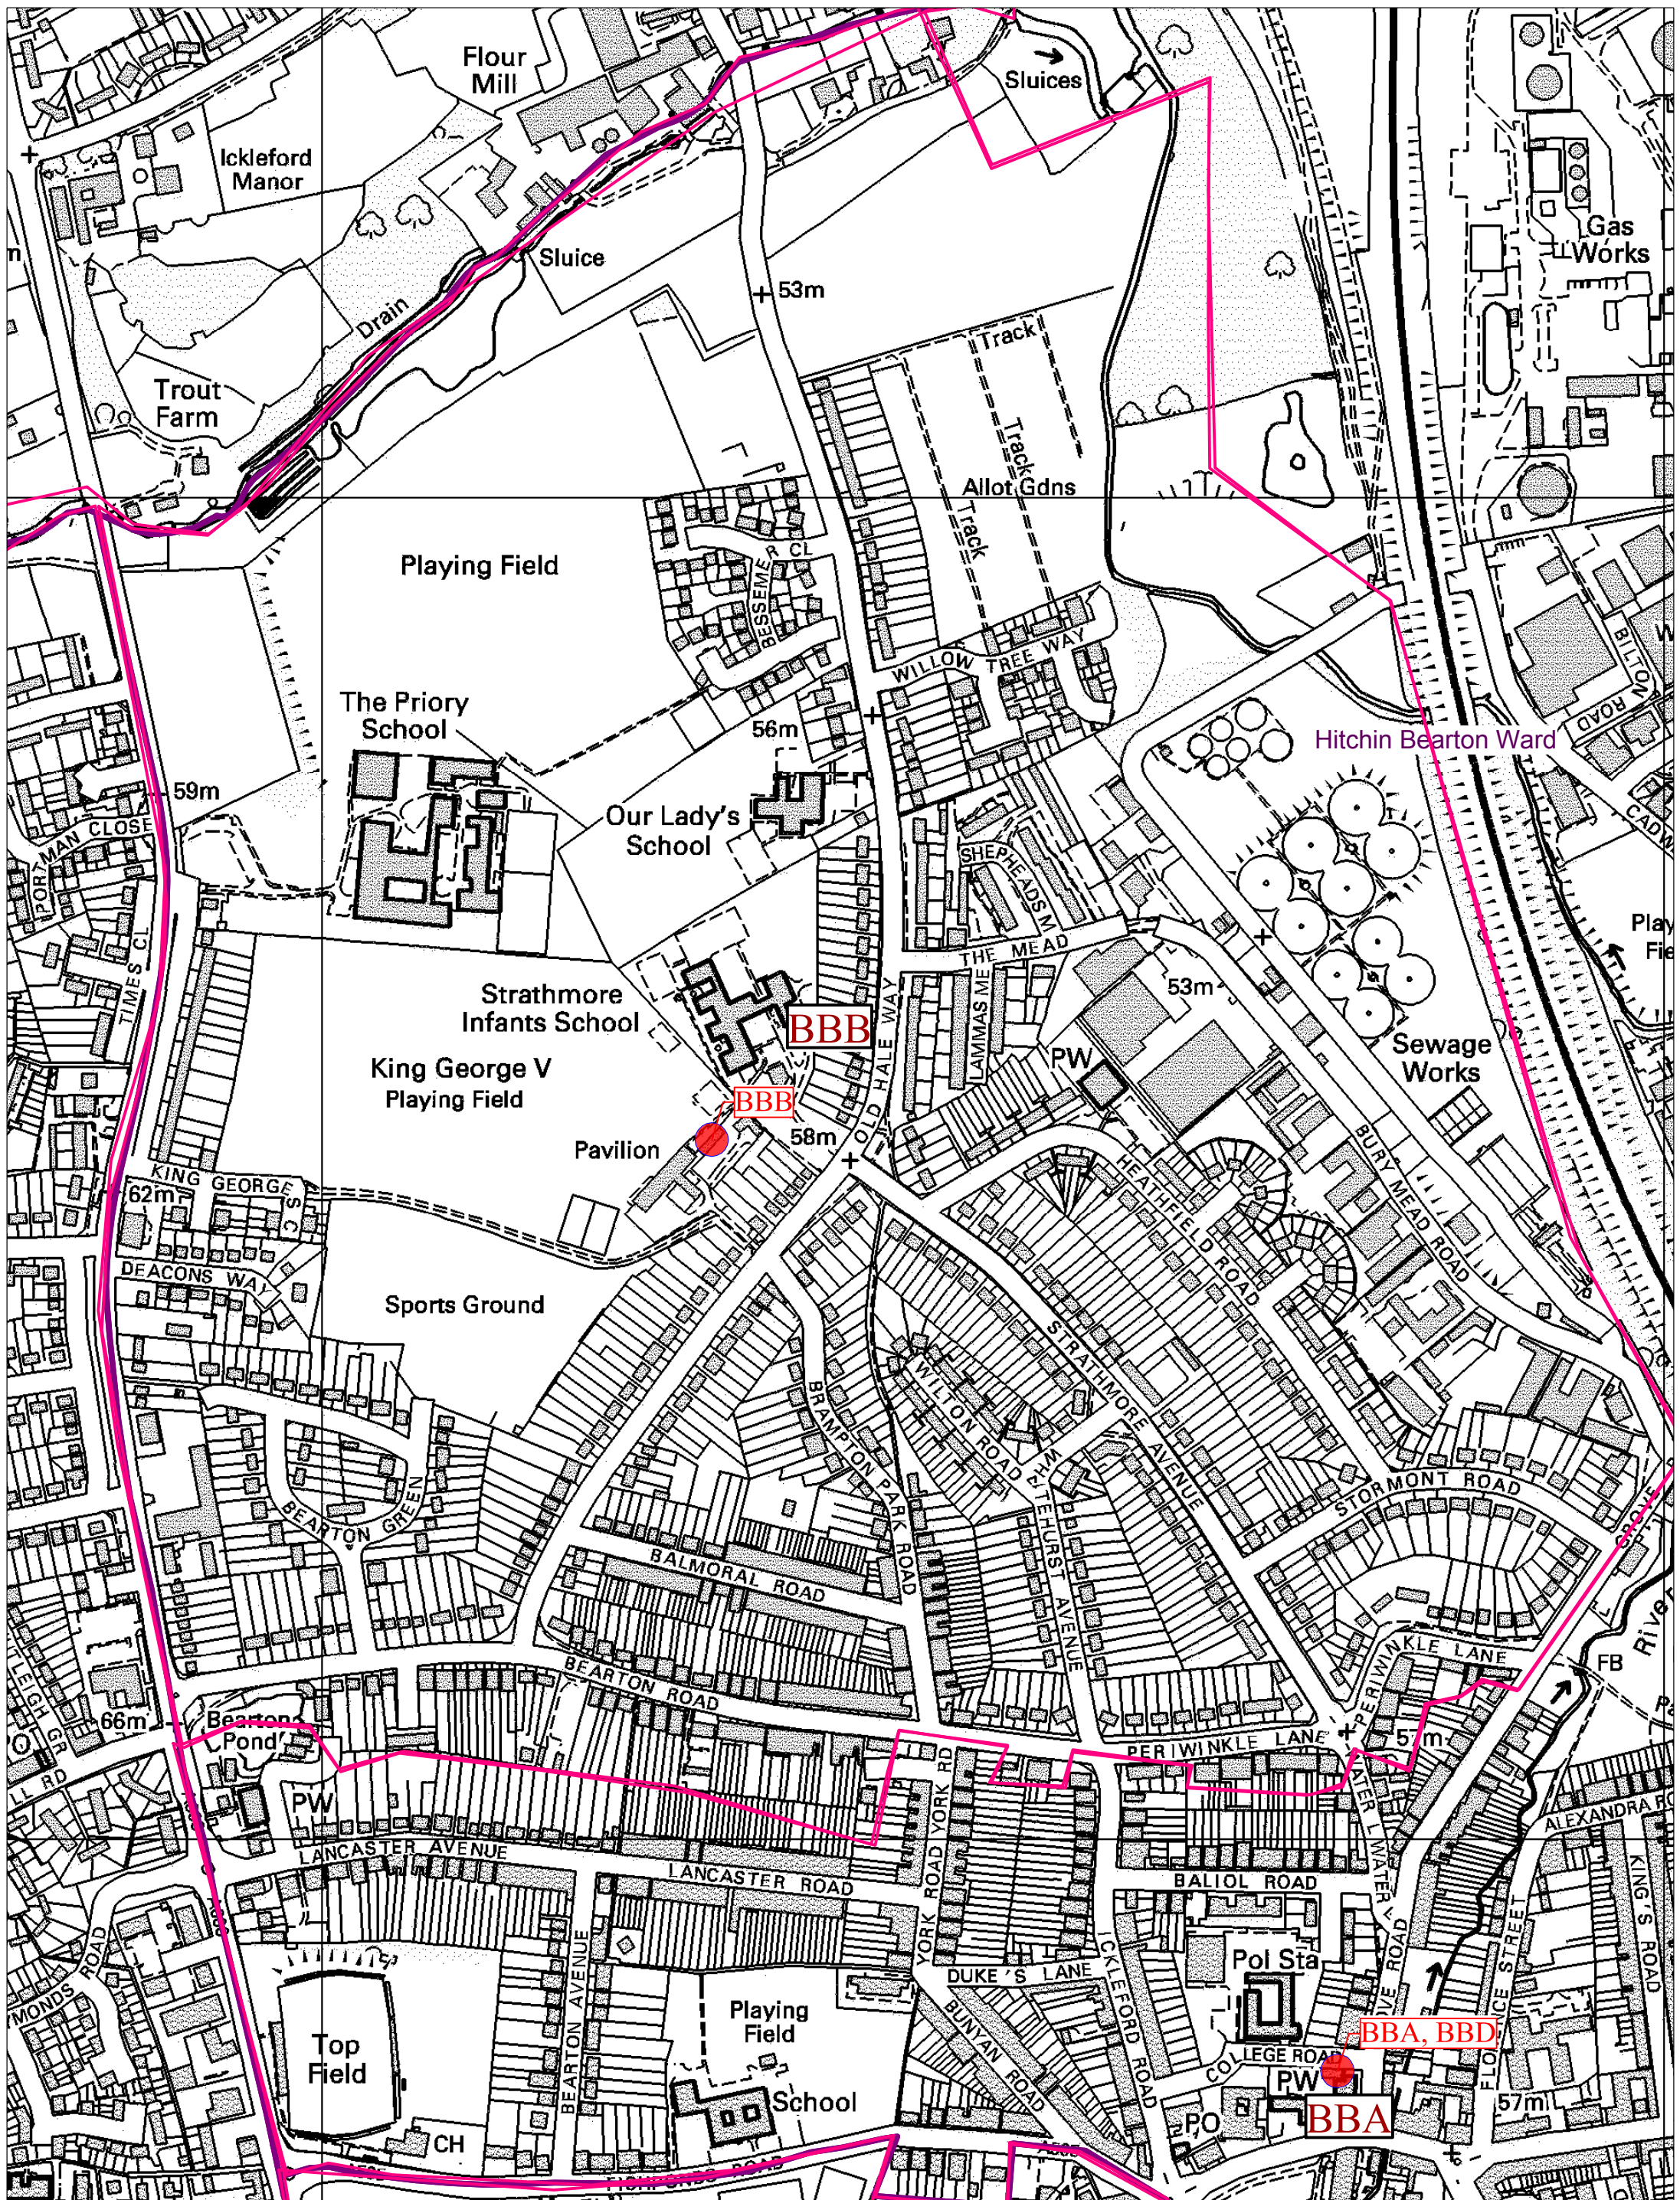 Flour
Mill
Sluices
Ickleford
Manor
Gas
Works
Sluice
53m
Drain
Track
Trout
Farm
Track
Allot Gdns
Track
Playing Field
BESSEMER CL
WILLOW TREE WAY
BILTON
ROAD
The Priory
School
56m
Hitchin Bearton Ward
59m
Our Lady's
School
PORTMAN CLOSE
SHEPHEADS M
TIMES CL
THE MEAD
Strathmore
Infants School
LAMMAS ME
53m
BBB
OLD HALE WAY
Sewage
Works
King George V
Playing Field
PW
BBB
Pavilion
58m
KING GEORGE S C
62m
HEATHFIELD ROAD
BURY MEAD ROAD
DEACONS WAY
Sports Ground
STRATHMORE AVENUE
WILTON ROAD
BRAMPTON PARK ROAD
WHITEHURST AVENUE
STORMONT ROAD
BEARTON GREEN
BALMORAL ROAD
PERIWINKLE LANE
FB
BEARTON ROAD
66m
Bearton
Pond
PERIWINKLE LANE
57m
PW
LANCASTER AVENUE
LANCASTER ROAD
YORK ROAD
YORK RD
BALIOL ROAD
ALEXANDRA RO
KING'S ROAD
BEARTON AVENUE
DUKE'S LANE
BUNYAN ROAD
ICKLEFORD ROAD
Pol Sta
Playing
Field
Top
Field
BBA, BBD
LEGE ROAD
PW
BBA
School
PO
57m
CH
FISHPONDS ROAD